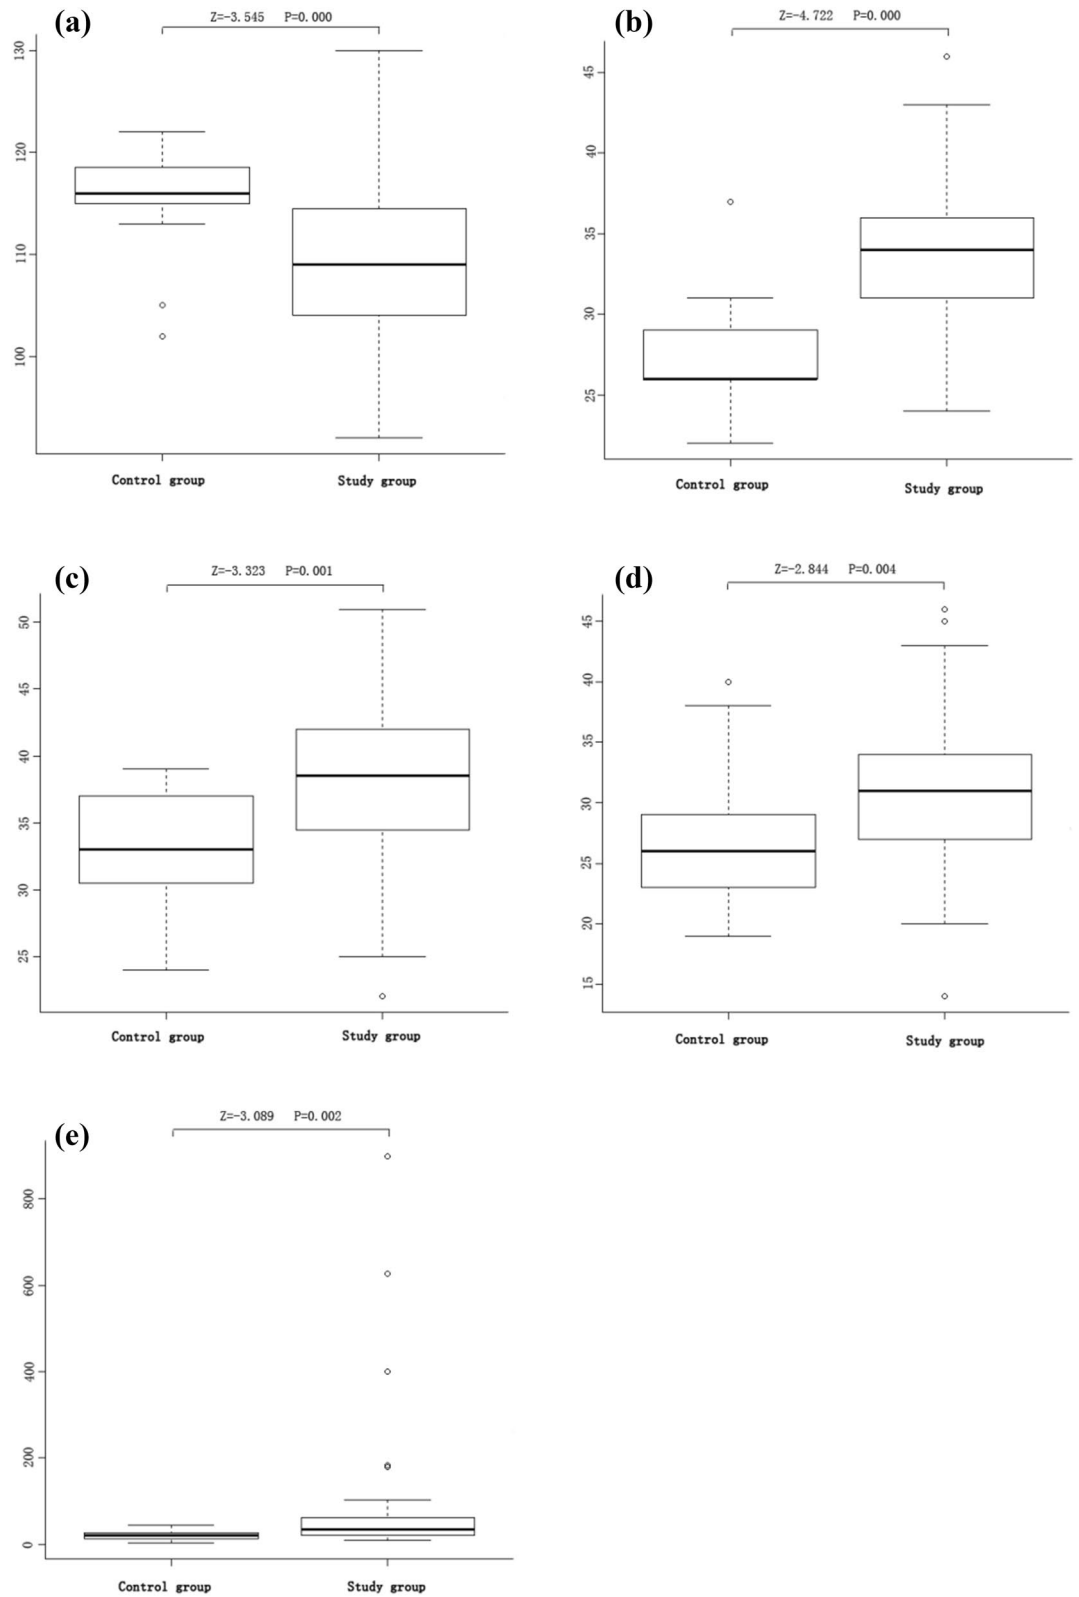 (a) Z=-3.545 P=0.000
130
120
110
100
Control group Study group
(b) Z=-4.722 P=0.000
45
40
35
30
25
Control group Study group
(c) Z=-3.323 P=0.001
50
45
40
35
30
25
Control group Study group
(d) Z=-2.844 P=0.004
45
40
35
30
25
20
15
Control group Study group
(e) Z=-3.089 P=0.002
800
600
400
200
0
Control group Study group